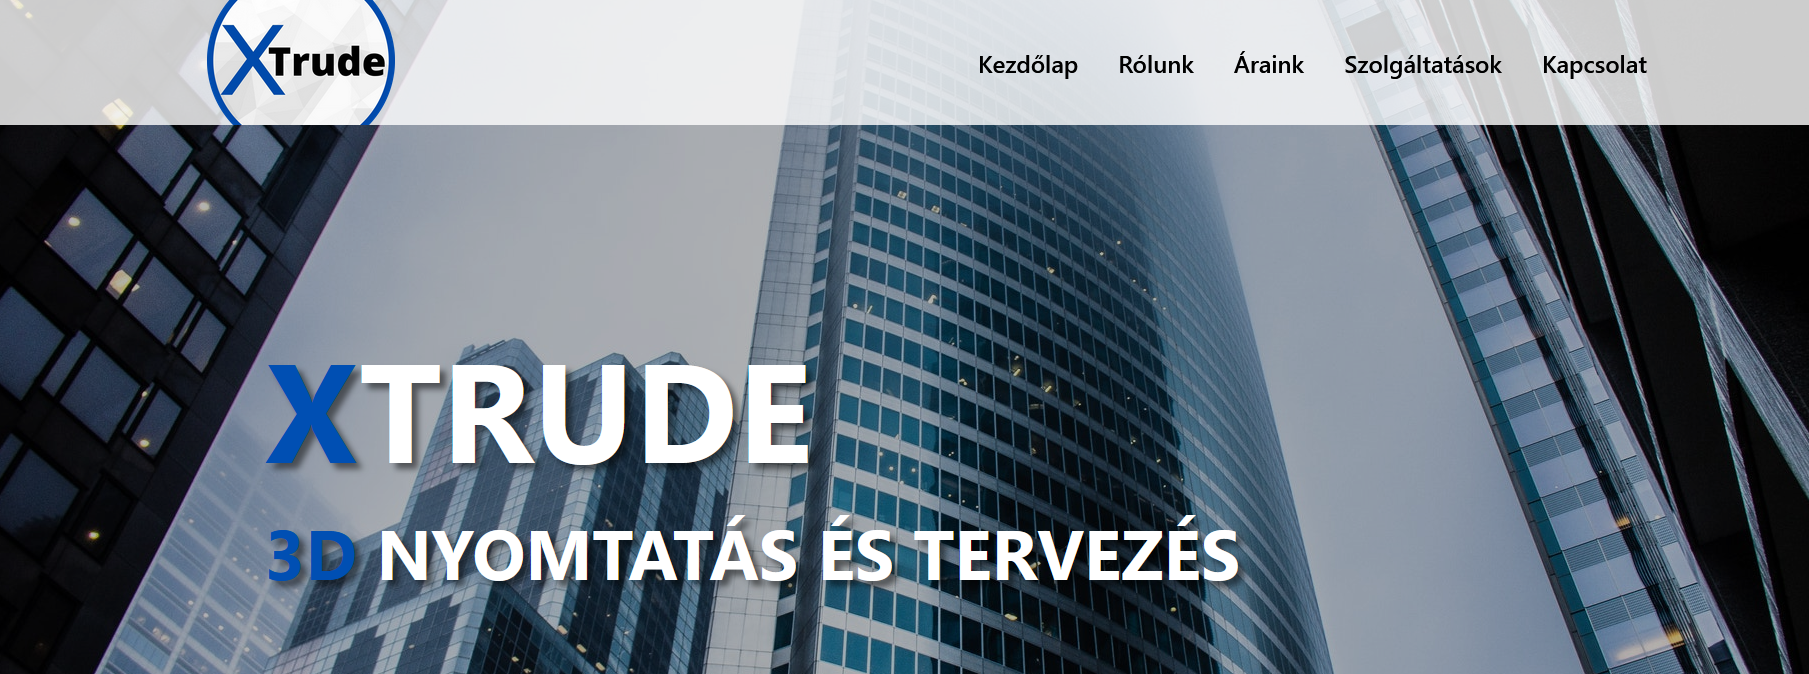 XTrude
Kezdőlap Rólunk Áraink Szolgáltatások Kapcsolat
XTRUDE
3D NYOMTATÁS ÉS TERVEZÉS